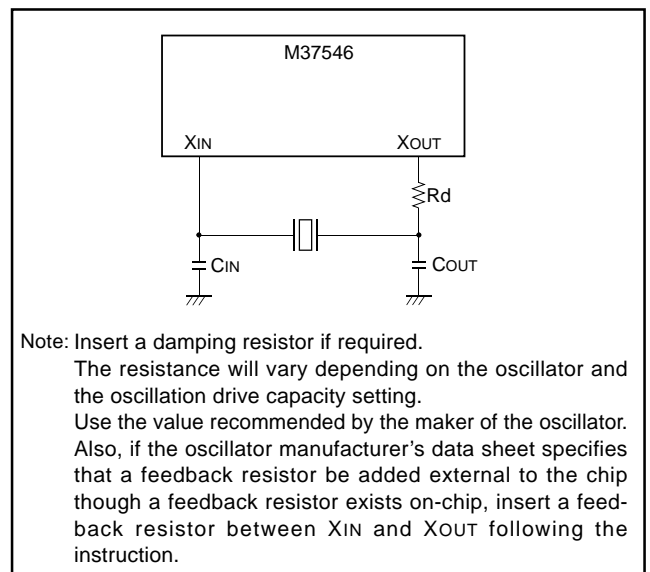 M37546
XIN XOUT
Rd
CIN COUT
Note: Insert a damping resistor if required.
The resistance will vary depending on the oscillator and
the oscillation drive capacity setting.
Use the value recommended by the maker of the oscillator.
Also, if the oscillator manufacturer's data sheet specifies
that a feedback resistor be added external to the chip
though a feedback resistor exists on-chip, insert a feed-
back resistor between XIN and XOUT following the
instruction.